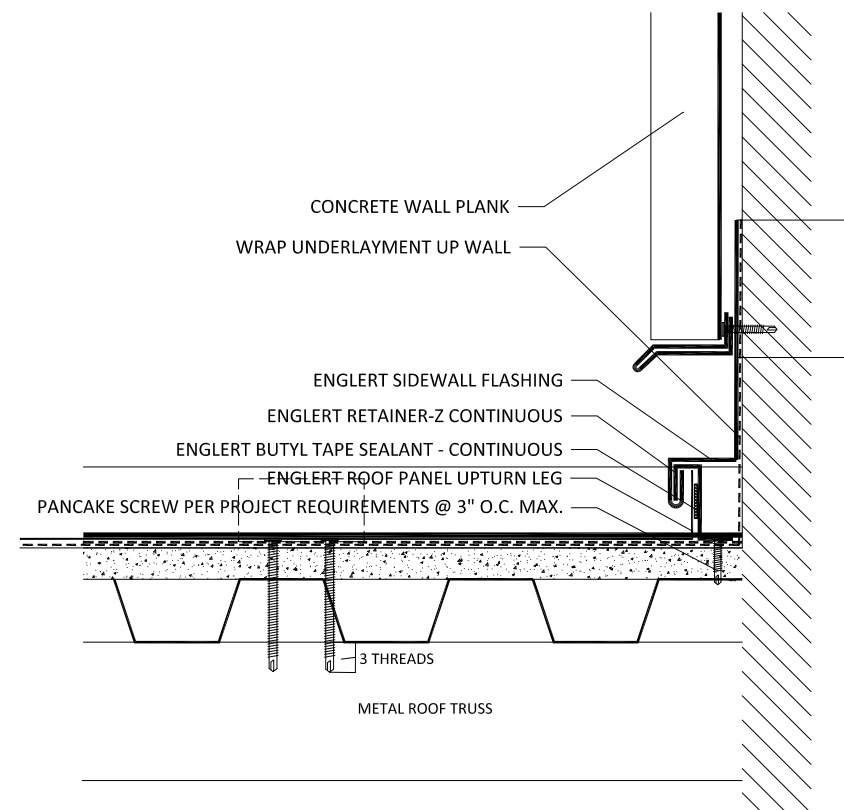 CONCRETE WALL PLANK
WRAP UNDERLAYMENT UP WALL
ENGLERT SIDEWALL FLASHING
ENGLERT RETAINER-Z CONTINUOUS
ENGLERT BUTYL TAPE SEALANT - CONTINUOUS
ENGLERT ROOF PANEL UPTURN LEG
PANCAKE SCREW PER PROJECT REQUIREMENTS @ 3" O.C. MAX.
3 THREADS
METAL ROOF TRUSS